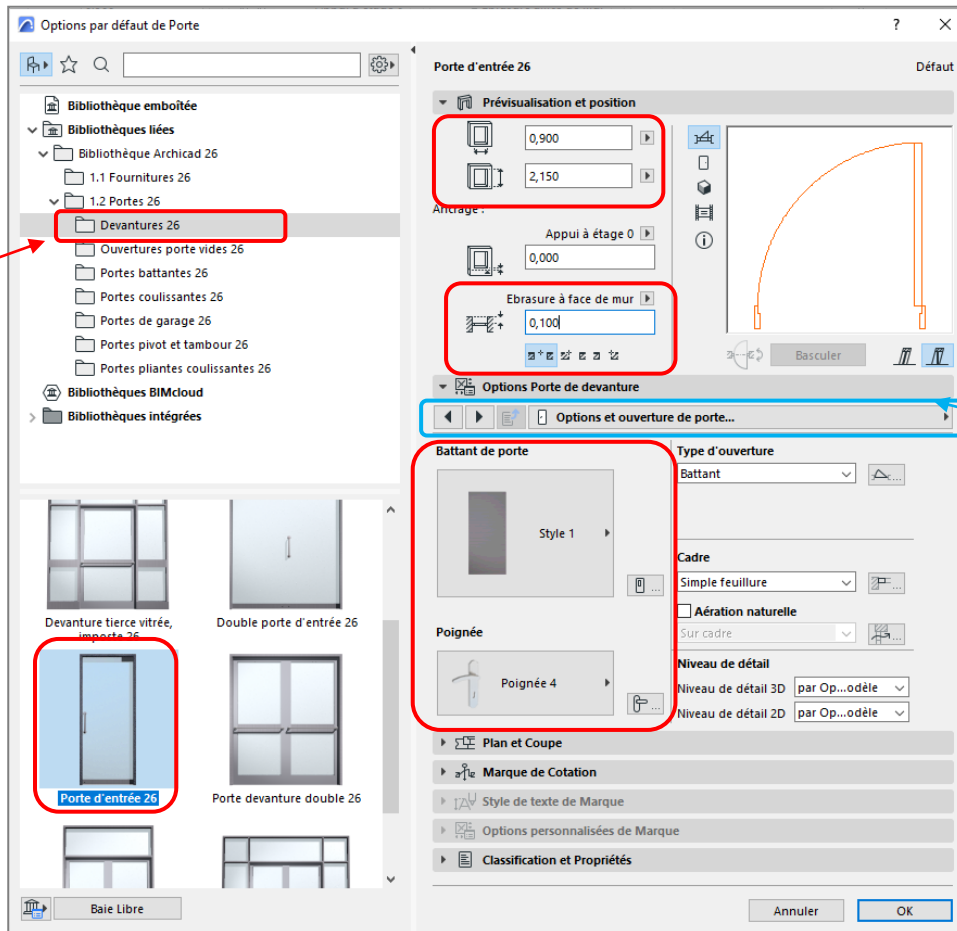 Options par défaut de Porte
?
Bibliothèque emboîtée
Bibliothèques liées
Bibliothèque Archicad 26
1.1 Fournitures 26
1.2 Portes 26
Devantures 26
Ouvertures porte vides 26
Portes battantes 26
Portes coulissantes 26
Portes de garage 26
Portes pivot et tambour 26
Portes pliantes coulissantes 26
Bibliothèques BIMcloud
Bibliothèques intégrées
Devanture tierce vitrée,
imposte 26
Double porte d'entrée 26
Porte d'entrée 26
Porte devanture double 26
Baie Libre
Porte d'entrée 26
Défaut
Prévisualisation et position
0,900
2,150
Ancrage :
Appui à étage 0
0,000
Ebrasure à face de mur
0,100
Basculer
Options Porte de devanture
Options et ouverture de porte...
Battant de porte
Style 1
...
Poignée
Poignée 4
...
Type d'ouverture
Battant
...
Cadre
Simple feuillure
...
Aération naturelle
Sur cadre
...
Niveau de détail
Niveau de détail 3D
par Op...odèle
Niveau de détail 2D
par Op...odèle
Plan et Coupe
Marque de Cotation
Style de texte de Marque
Options personnalisées de Marque
Classification et Propriétés
Annuler
OK